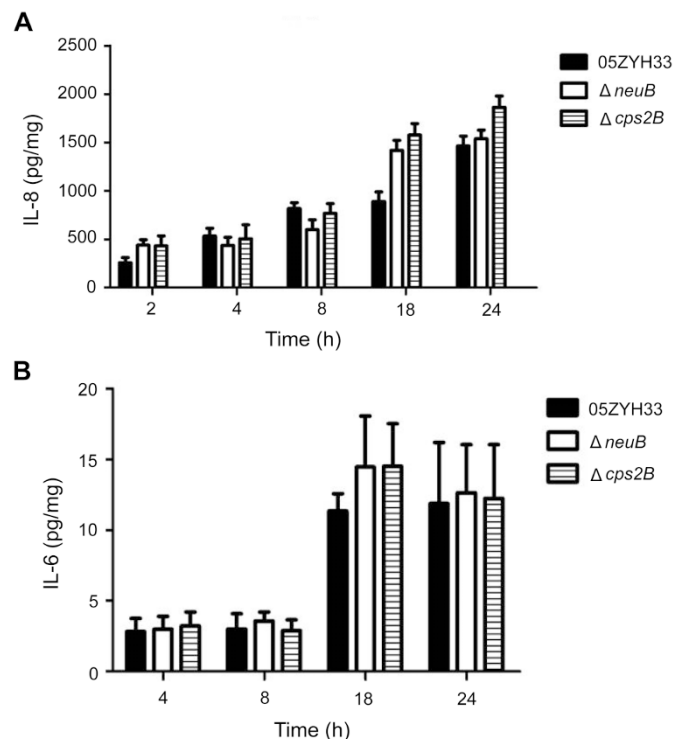 A
2500
2000
1500
1000
500
0
IL-8 (pg/mg)
2 4 8 18 24
Time (h)
05ZYH33
Δ neuB
Δ cps2B
B
20
15
10
5
0
IL-6 (pg/mg)
4 8 18 24
Time (h)
05ZYH33
Δ neuB
Δ cps2B